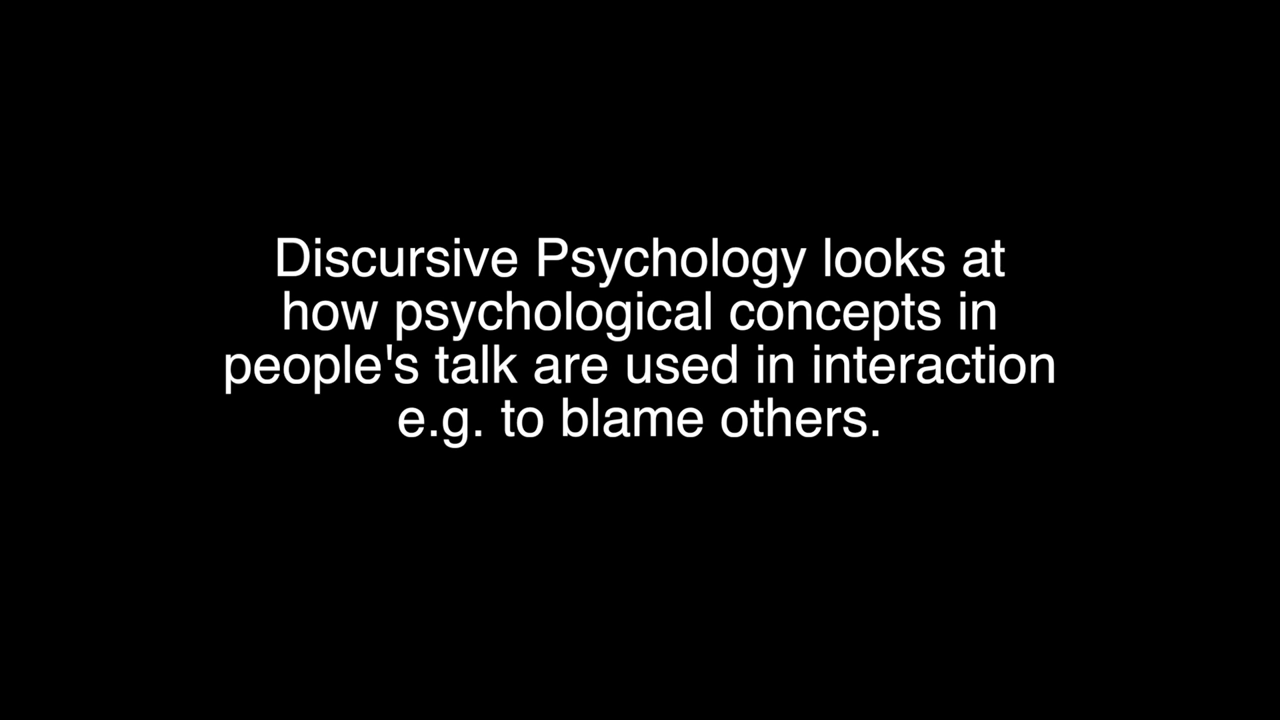 Discursive Psychology looks at
how psychological concepts in
people's talk are used in interaction
e.g. to blame others.